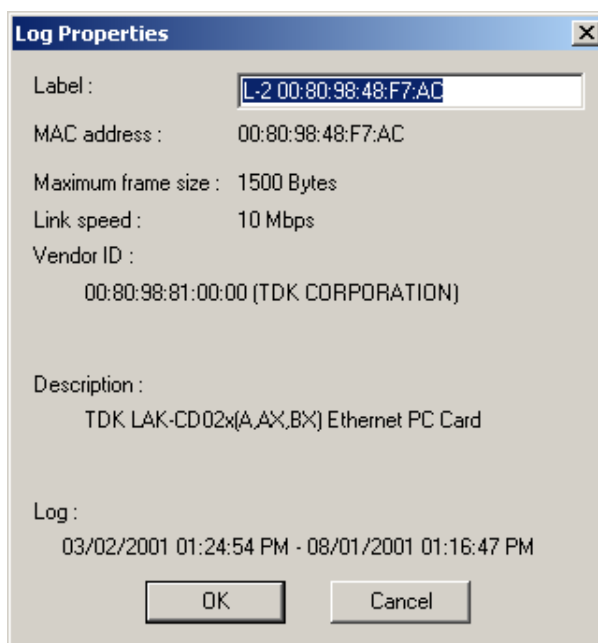 Log Properties
Label : L-2 00:80:98:48:F7:AC
MAC address : 00:80:98:48:F7:AC
Maximum frame size : 1500 Bytes
Link speed : 10 Mbps
Vendor ID :
00:80:98:81:00:00 (TDK CORPORATION)
Description :
TDK LAK-CD02x(A,AX,BX) Ethernet PC Card
Log :
03/02/2001 01:24:54 PM - 08/01/2001 01:16:47 PM
OK Cancel